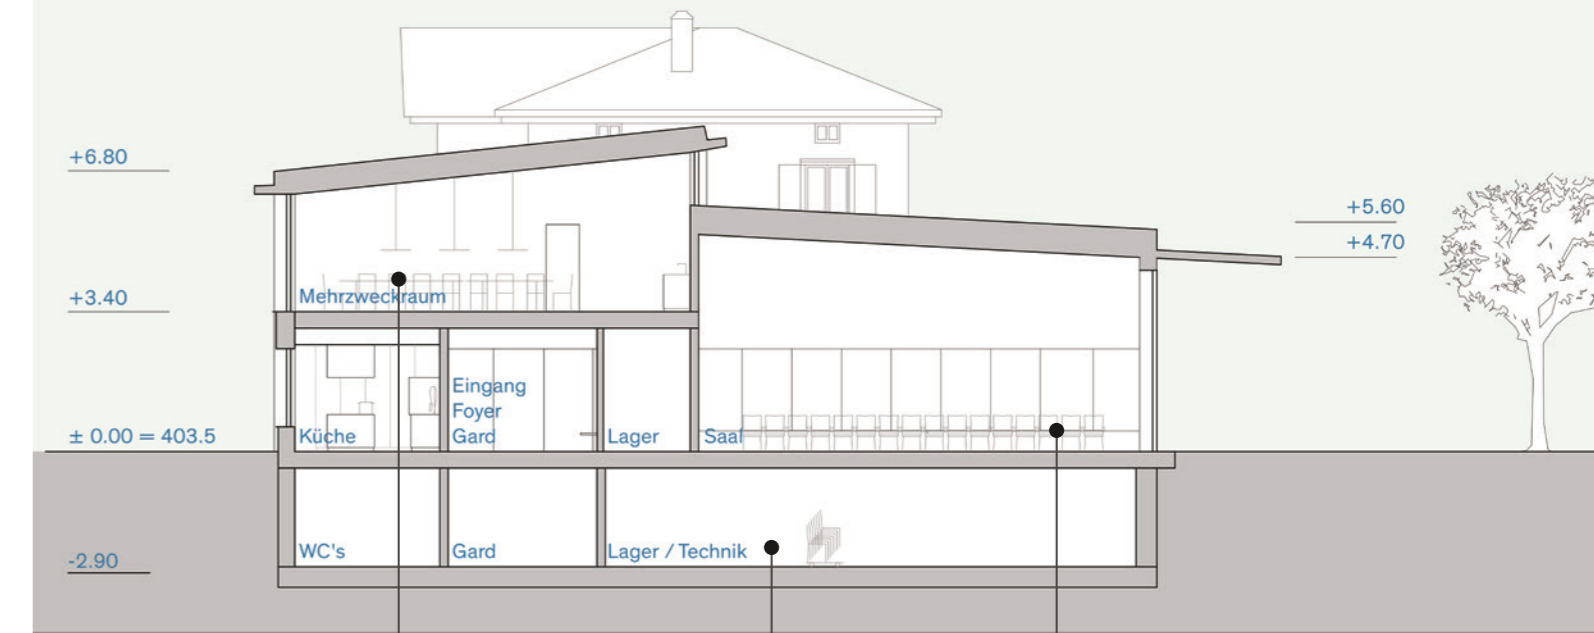 +6.80
+5.60
+4.70
+3.40
Mehrzweckraum
Eingang
Foyer
Gard
± 0.00 = 403.5
Küche
Lager
Saal
WC's
Gard
Lager / Technik
-2.90